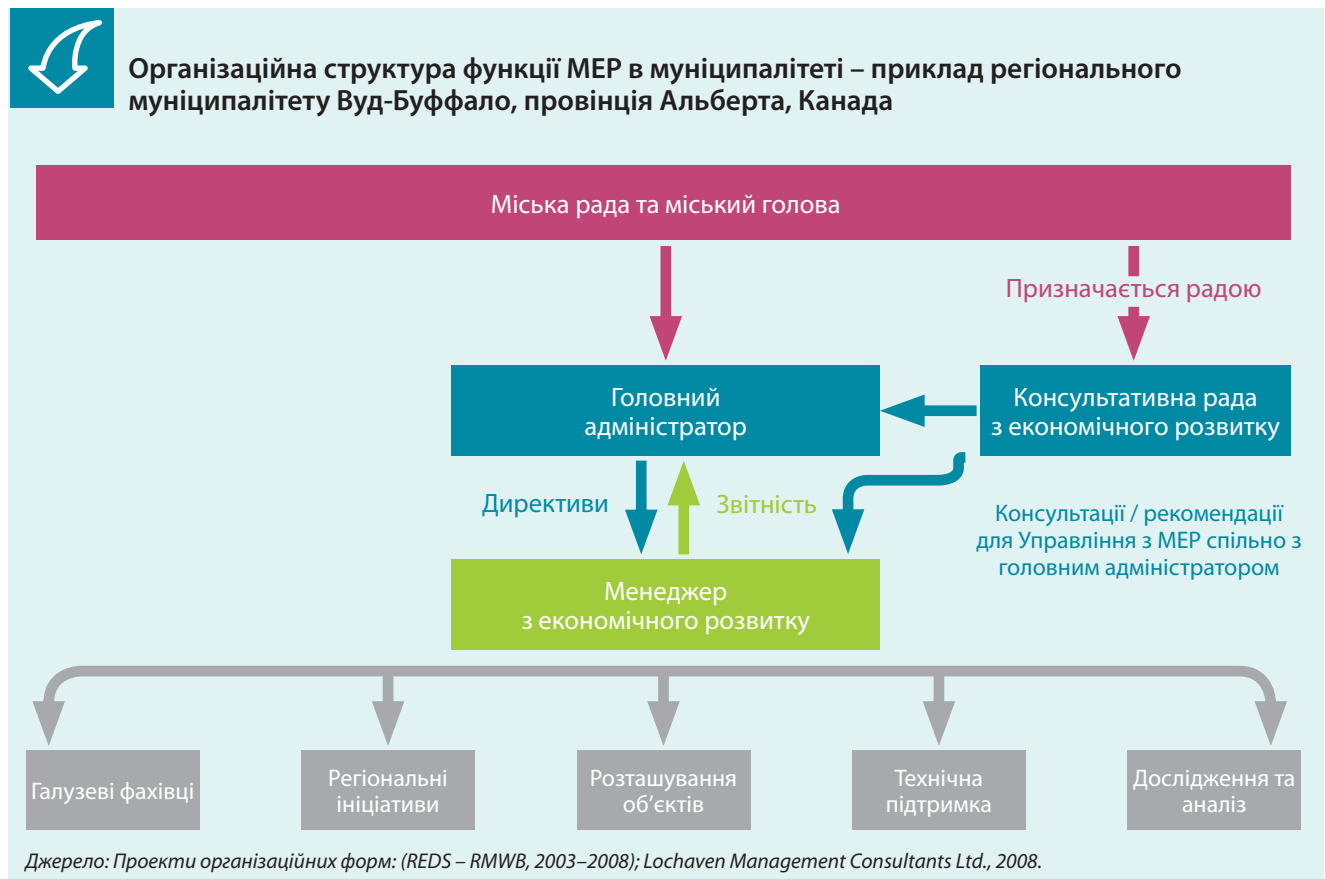 Організаційна структура функції МЕР в муніципалітеті – приклад регіонального
муніципалітету Вуд-Буффало, провінція Альберта, Канада
Міська рада та міський голова
Призначається радою
Головний
адміністратор
Консультативна рада
з економічного розвитку
Директиви
Звітність
Консультації / рекомендації
для Управління з МЕР спільно з
головним адміністратором
Менеджер
з економічного розвитку
Галузеві фахівці
Регіональні
ініціативи
Розташування
об’єктів
Технічна
підтримка
Дослідження та
аналіз
Джерело: Проекти організаційних форм: (REDS – RMWB, 2003–2008); Lochaven Management Consultants Ltd., 2008.